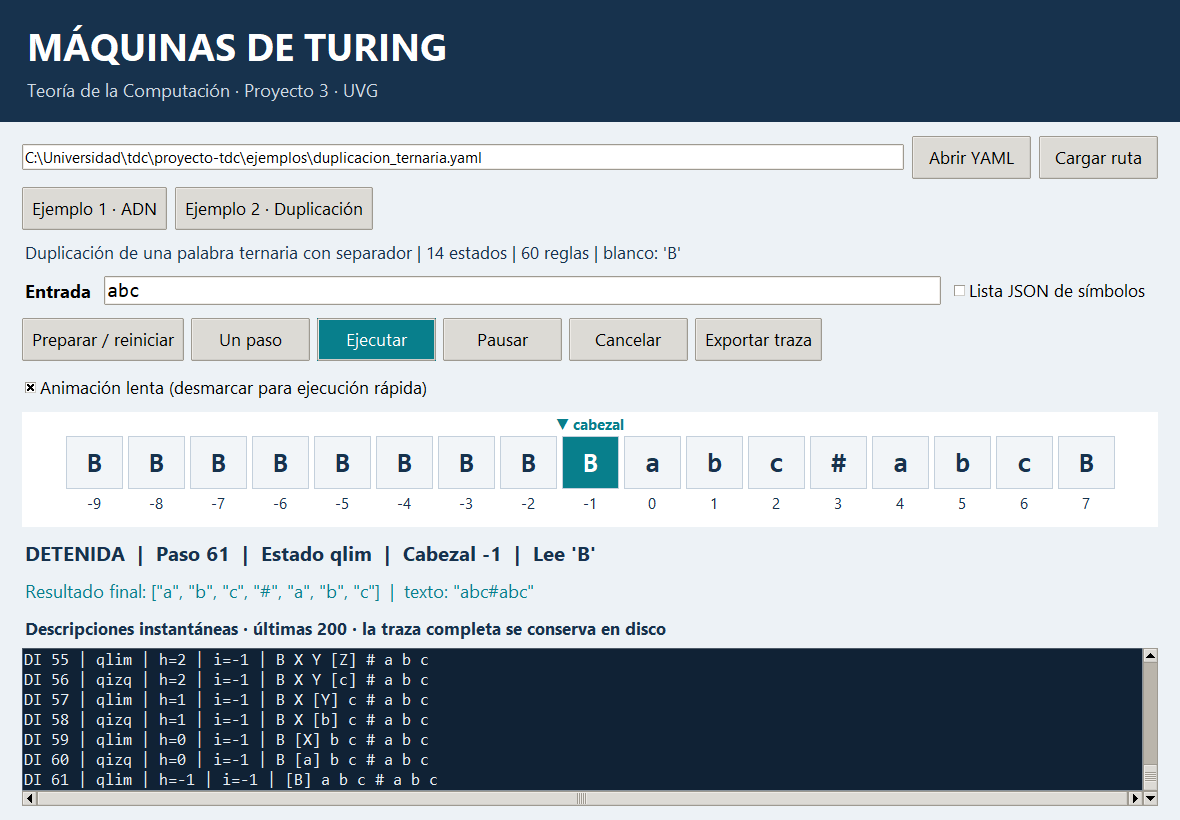 MÁQUINAS DE TURING
Teoría de la Computación · Proyecto 3 · UVG
C:\Universidad\tdc\proyecto-tdc\ejemplos\duplicacion_ternaria.yaml Abrir YAML Cargar ruta
Ejemplo 1 · ADN Ejemplo 2 · Duplicación
Duplicación de una palabra ternaria con separador | 14 estados | 60 reglas | blanco: 'B'
Entrada abc Lista JSON de símbolos
Preparar / reiniciar Un paso Ejecutar Pausar Cancelar Exportar traza
Animación lenta (desmarcar para ejecución rápida)
▼ cabezal
B B B B B B B B B a b c # a b c B
-9 -8 -7 -6 -5 -4 -3 -2 -1 0 1 2 3 4 5 6 7
DETENIDA | Paso 61 | Estado qlim | Cabezal -1 | Lee 'B'
Resultado final: ["a", "b", "c", "#", "a", "b", "c"] | texto: "abc#abc"
Descripciones instantáneas · últimas 200 · la traza completa se conserva en disco
DI 55 | qlim | h=2 | i=-1 | B X Y [Z] # a b c
DI 56 | qizq | h=2 | i=-1 | B X Y [c] # a b c
DI 57 | qlim | h=1 | i=-1 | B X [Y] c # a b c
DI 58 | qizq | h=1 | i=-1 | B X [b] c # a b c
DI 59 | qlim | h=0 | i=-1 | B [X] b c # a b c
DI 60 | qizq | h=0 | i=-1 | B [a] b c # a b c
DI 61 | qlim | h=-1 | i=-1 | [B] a b c # a b c